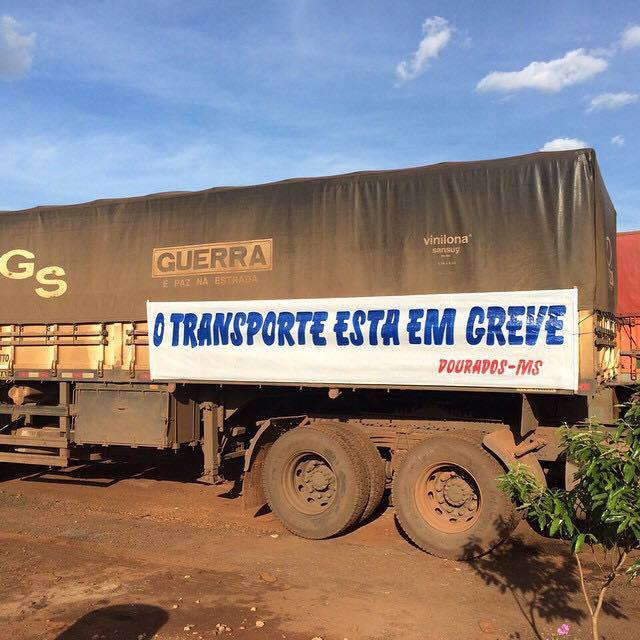 GS
GUERRA
E PAZ NA ESTRADA
vinilona
sansuy
O TRANSPORTE ESTA EM GREVE
DOURADOS-MS